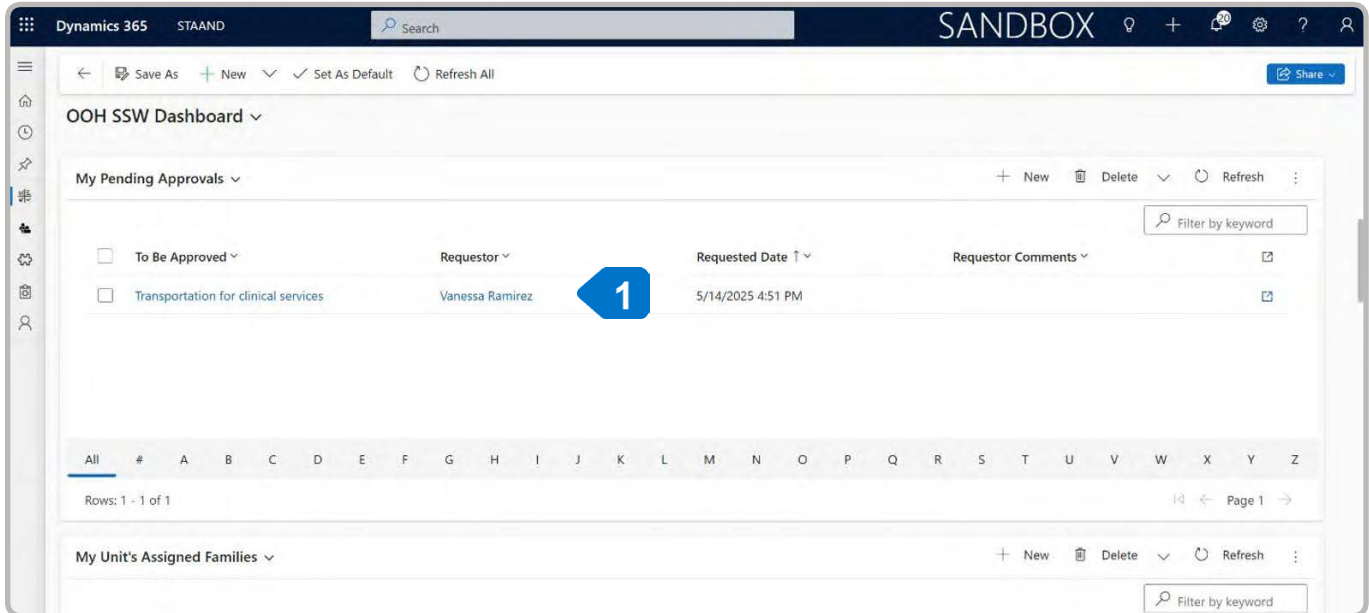 Dynamics 365 STAAND Search SANDBOX 20
Save As New Set As Default Refresh All Share
OOH SSW Dashboard
My Pending Approvals New Delete Refresh
Filter by keyword
To Be Approved Requestor Requested Date Requestor Comments
Transportation for clinical services Vanessa Ramirez 1 5/14/2025 4:51 PM
All # A B C D E F G H I J K L M N O P Q R S T U V W X Y Z
Rows: 1 - 1 of 1 Page 1
My Unit's Assigned Families New Delete Refresh
Filter by keyword